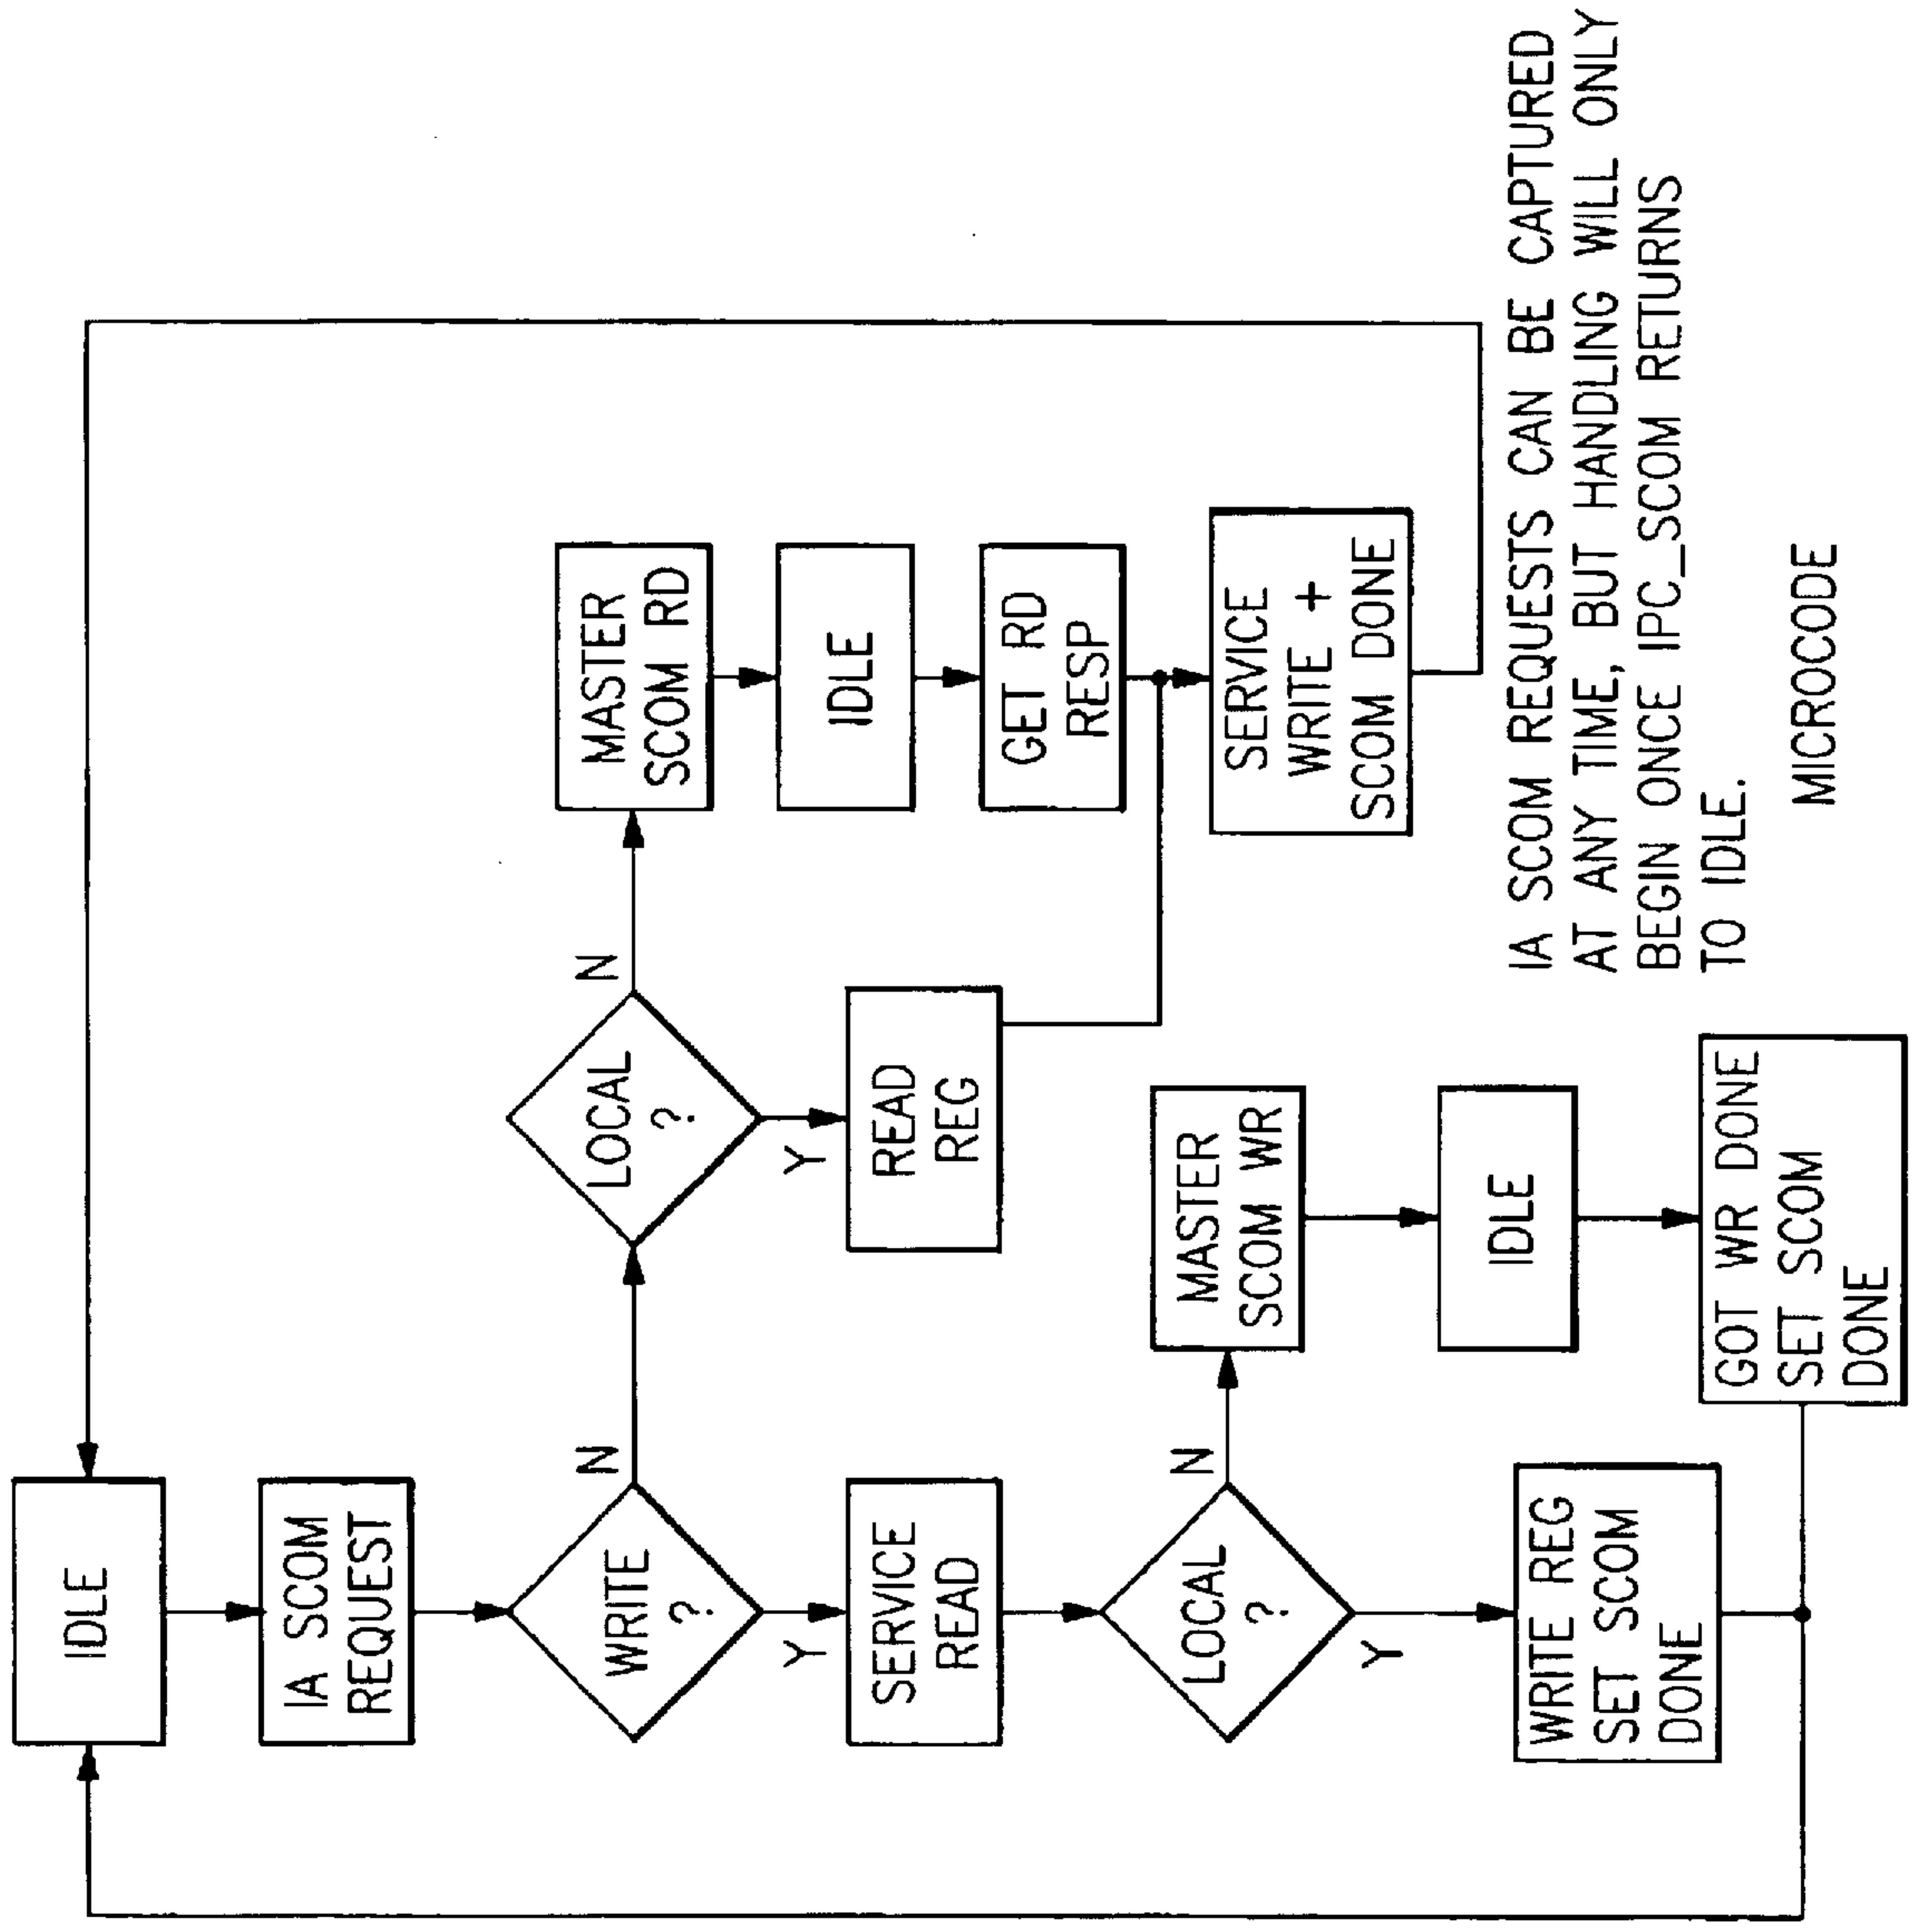 IDLE
IA SCOM
REQUEST
WRITE
?
N
Y
LOCAL
?
N
Y
MASTER
SCOM RD
IDLE
GET RD
RESP
READ
REG
SERVICE
WRITE +
SCOM DONE
SERVICE
READ
LOCAL
?
N
Y
MASTER
SCOM WR
IDLE
GOT WR DONE
SET SCOM
DONE
WRITE REG
SET SCOM
DONE
IA SCOM REQUESTS CAN BE CAPTURED
AT ANY TIME, BUT HANDLING WILL ONLY
BEGIN ONCE IPC_SCOM RETURNS
TO IDLE.
MICROCODE